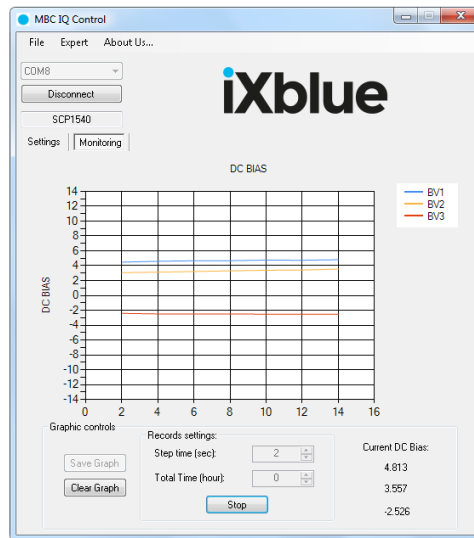 MBC IQ Control
File Expert About Us...
COM8
Disconnect
iXblue
SCP1540
Settings Monitoring
DC BIAS
14
12
10
8
6
4
2
0
-2
-4
-6
-8
-10
-12
-14
DC BIAS
0 2 4 6 8 10 12 14 16
BV1
BV2
BV3
Graphic controls
Save Graph
Clear Graph
Records settings:
Step time (sec): 2
Total Time (hour): 0
Stop
Current DC Bias:
4.813
3.557
-2.526